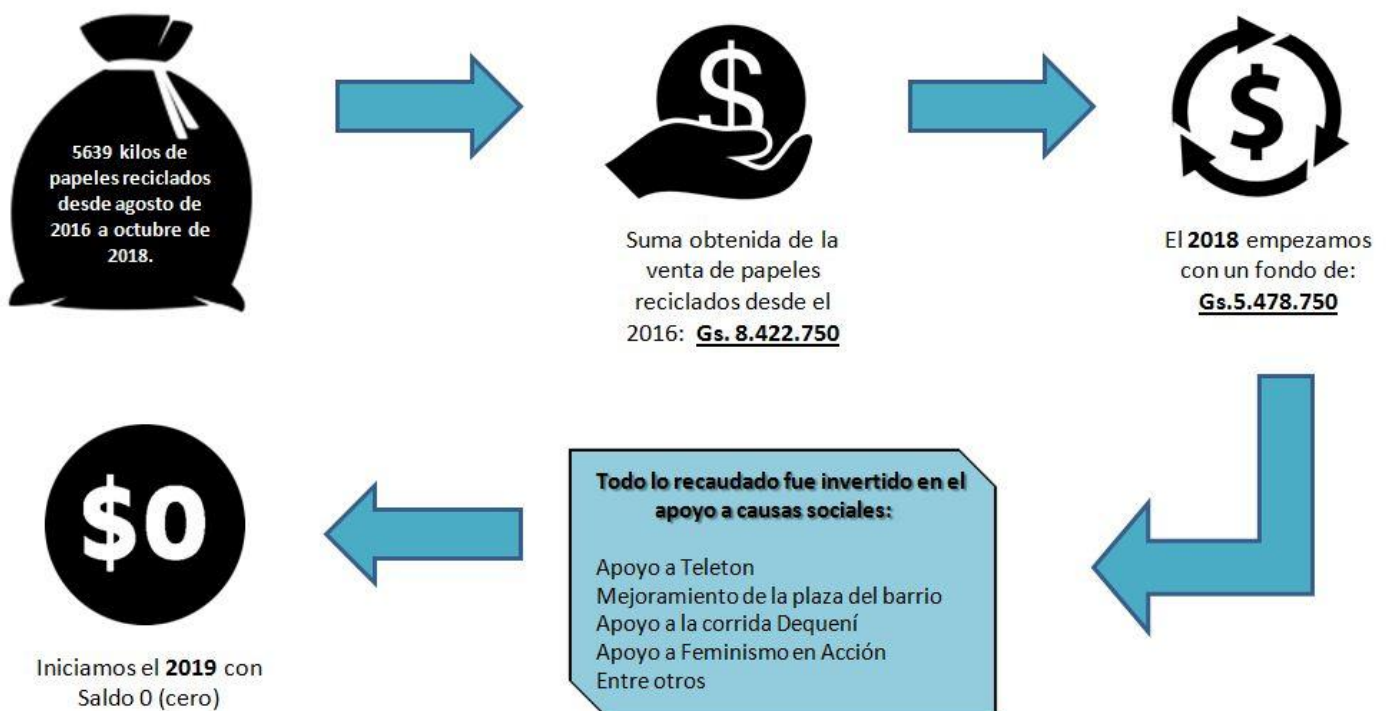 5639 kilos de
papeles reciclados
desde agosto de
2016 a octubre de
2018.
$
Suma obtenida de la
venta de papeles
reciclados desde el
2016: Gs. 8.422.750
$
El 2018 empezamos
con un fondo de:
Gs.5.478.750
Todo lo recaudado fue invertido en el
apoyo a causas sociales:
Apoyo a Teleton
Mejoramiento de la plaza del barrio
Apoyo a la corrida Dequení
Apoyo a Feminismo en Acción
Entre otros
$0
Iniciamos el 2019 con
Saldo 0 (cero)